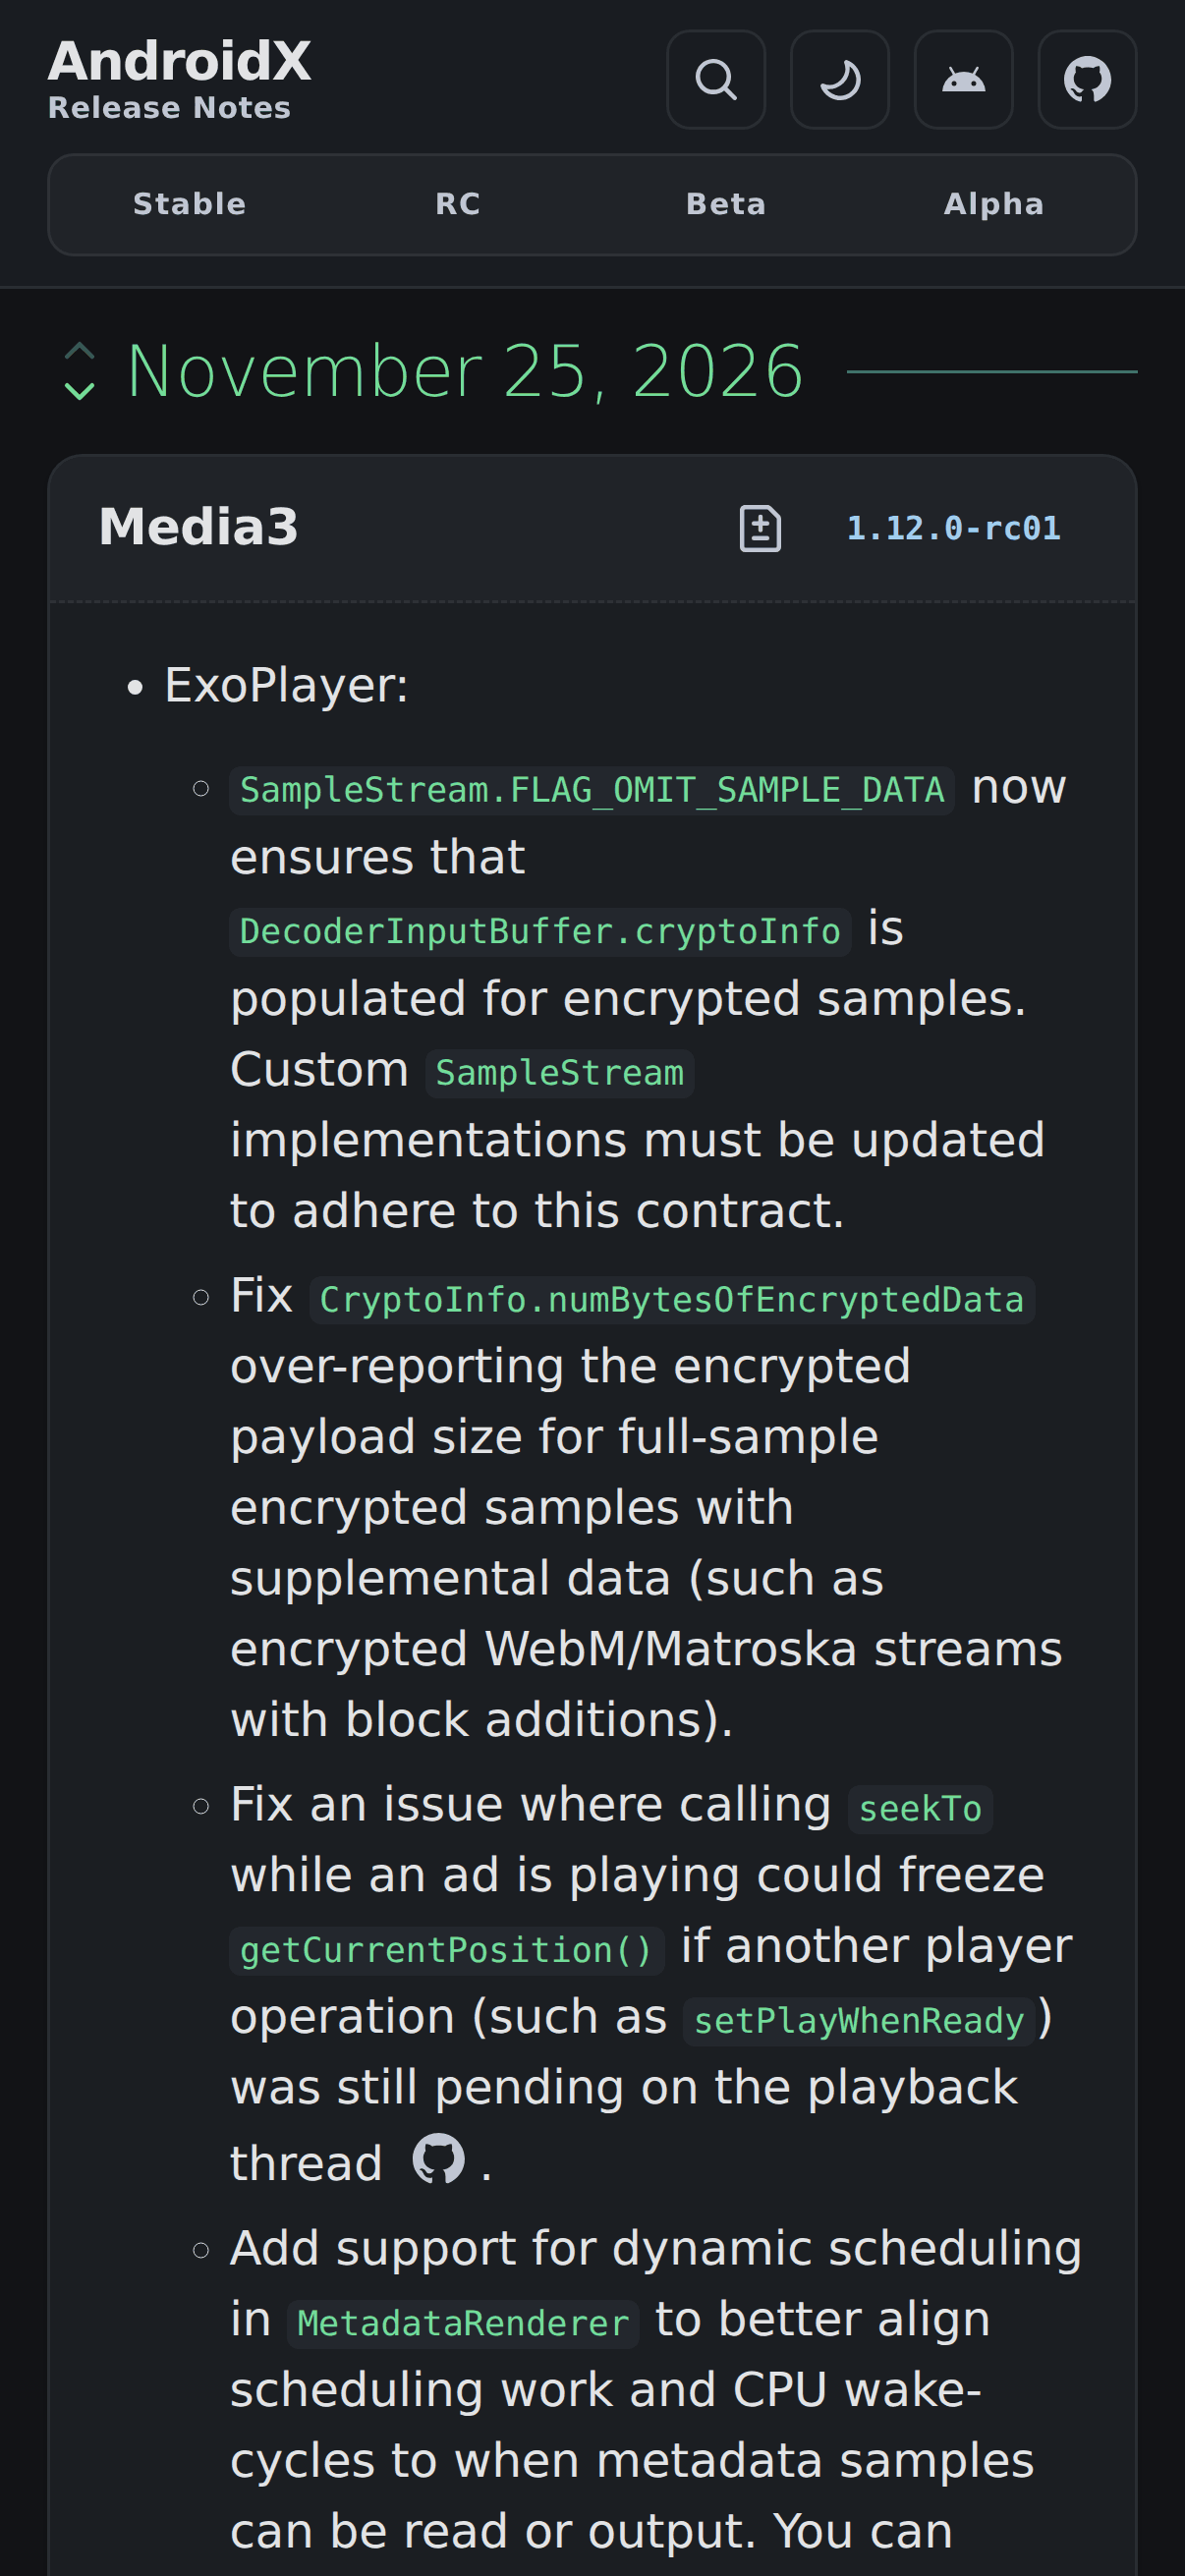 AndroidX
Release Notes
Stable RC Beta Alpha
November 25, 2026
Media3 1.12.0-rc01
• ExoPlayer:
◦ SampleStream.FLAG_OMIT_SAMPLE_DATA now
ensures that
DecoderInputBuffer.cryptoInfo is
populated for encrypted samples.
Custom SampleStream
implementations must be updated
to adhere to this contract.
◦ Fix CryptoInfo.numBytesOfEncryptedData
over-reporting the encrypted
payload size for full-sample
encrypted samples with
supplemental data (such as
encrypted WebM/Matroska streams
with block additions).
◦ Fix an issue where calling seekTo
while an ad is playing could freeze
getCurrentPosition() if another player
operation (such as setPlayWhenReady)
was still pending on the playback
thread .
◦ Add support for dynamic scheduling
in MetadataRenderer to better align
scheduling work and CPU wake-
cycles to when metadata samples
can be read or output. You can